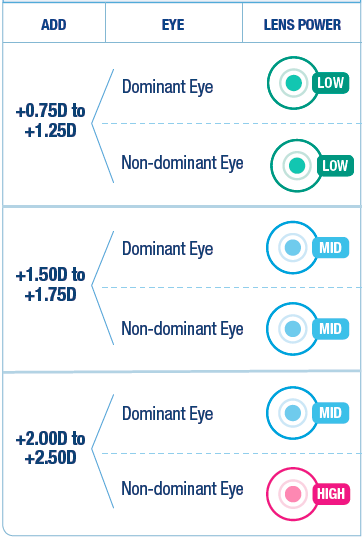 ADD EYE LENS POWER
+0.75D to
+1.25D
Dominant Eye LOW
Non-dominant Eye LOW
+1.50D to
+1.75D
Dominant Eye MID
Non-dominant Eye MID
+2.00D to
+2.50D
Dominant Eye MID
Non-dominant Eye HIGH